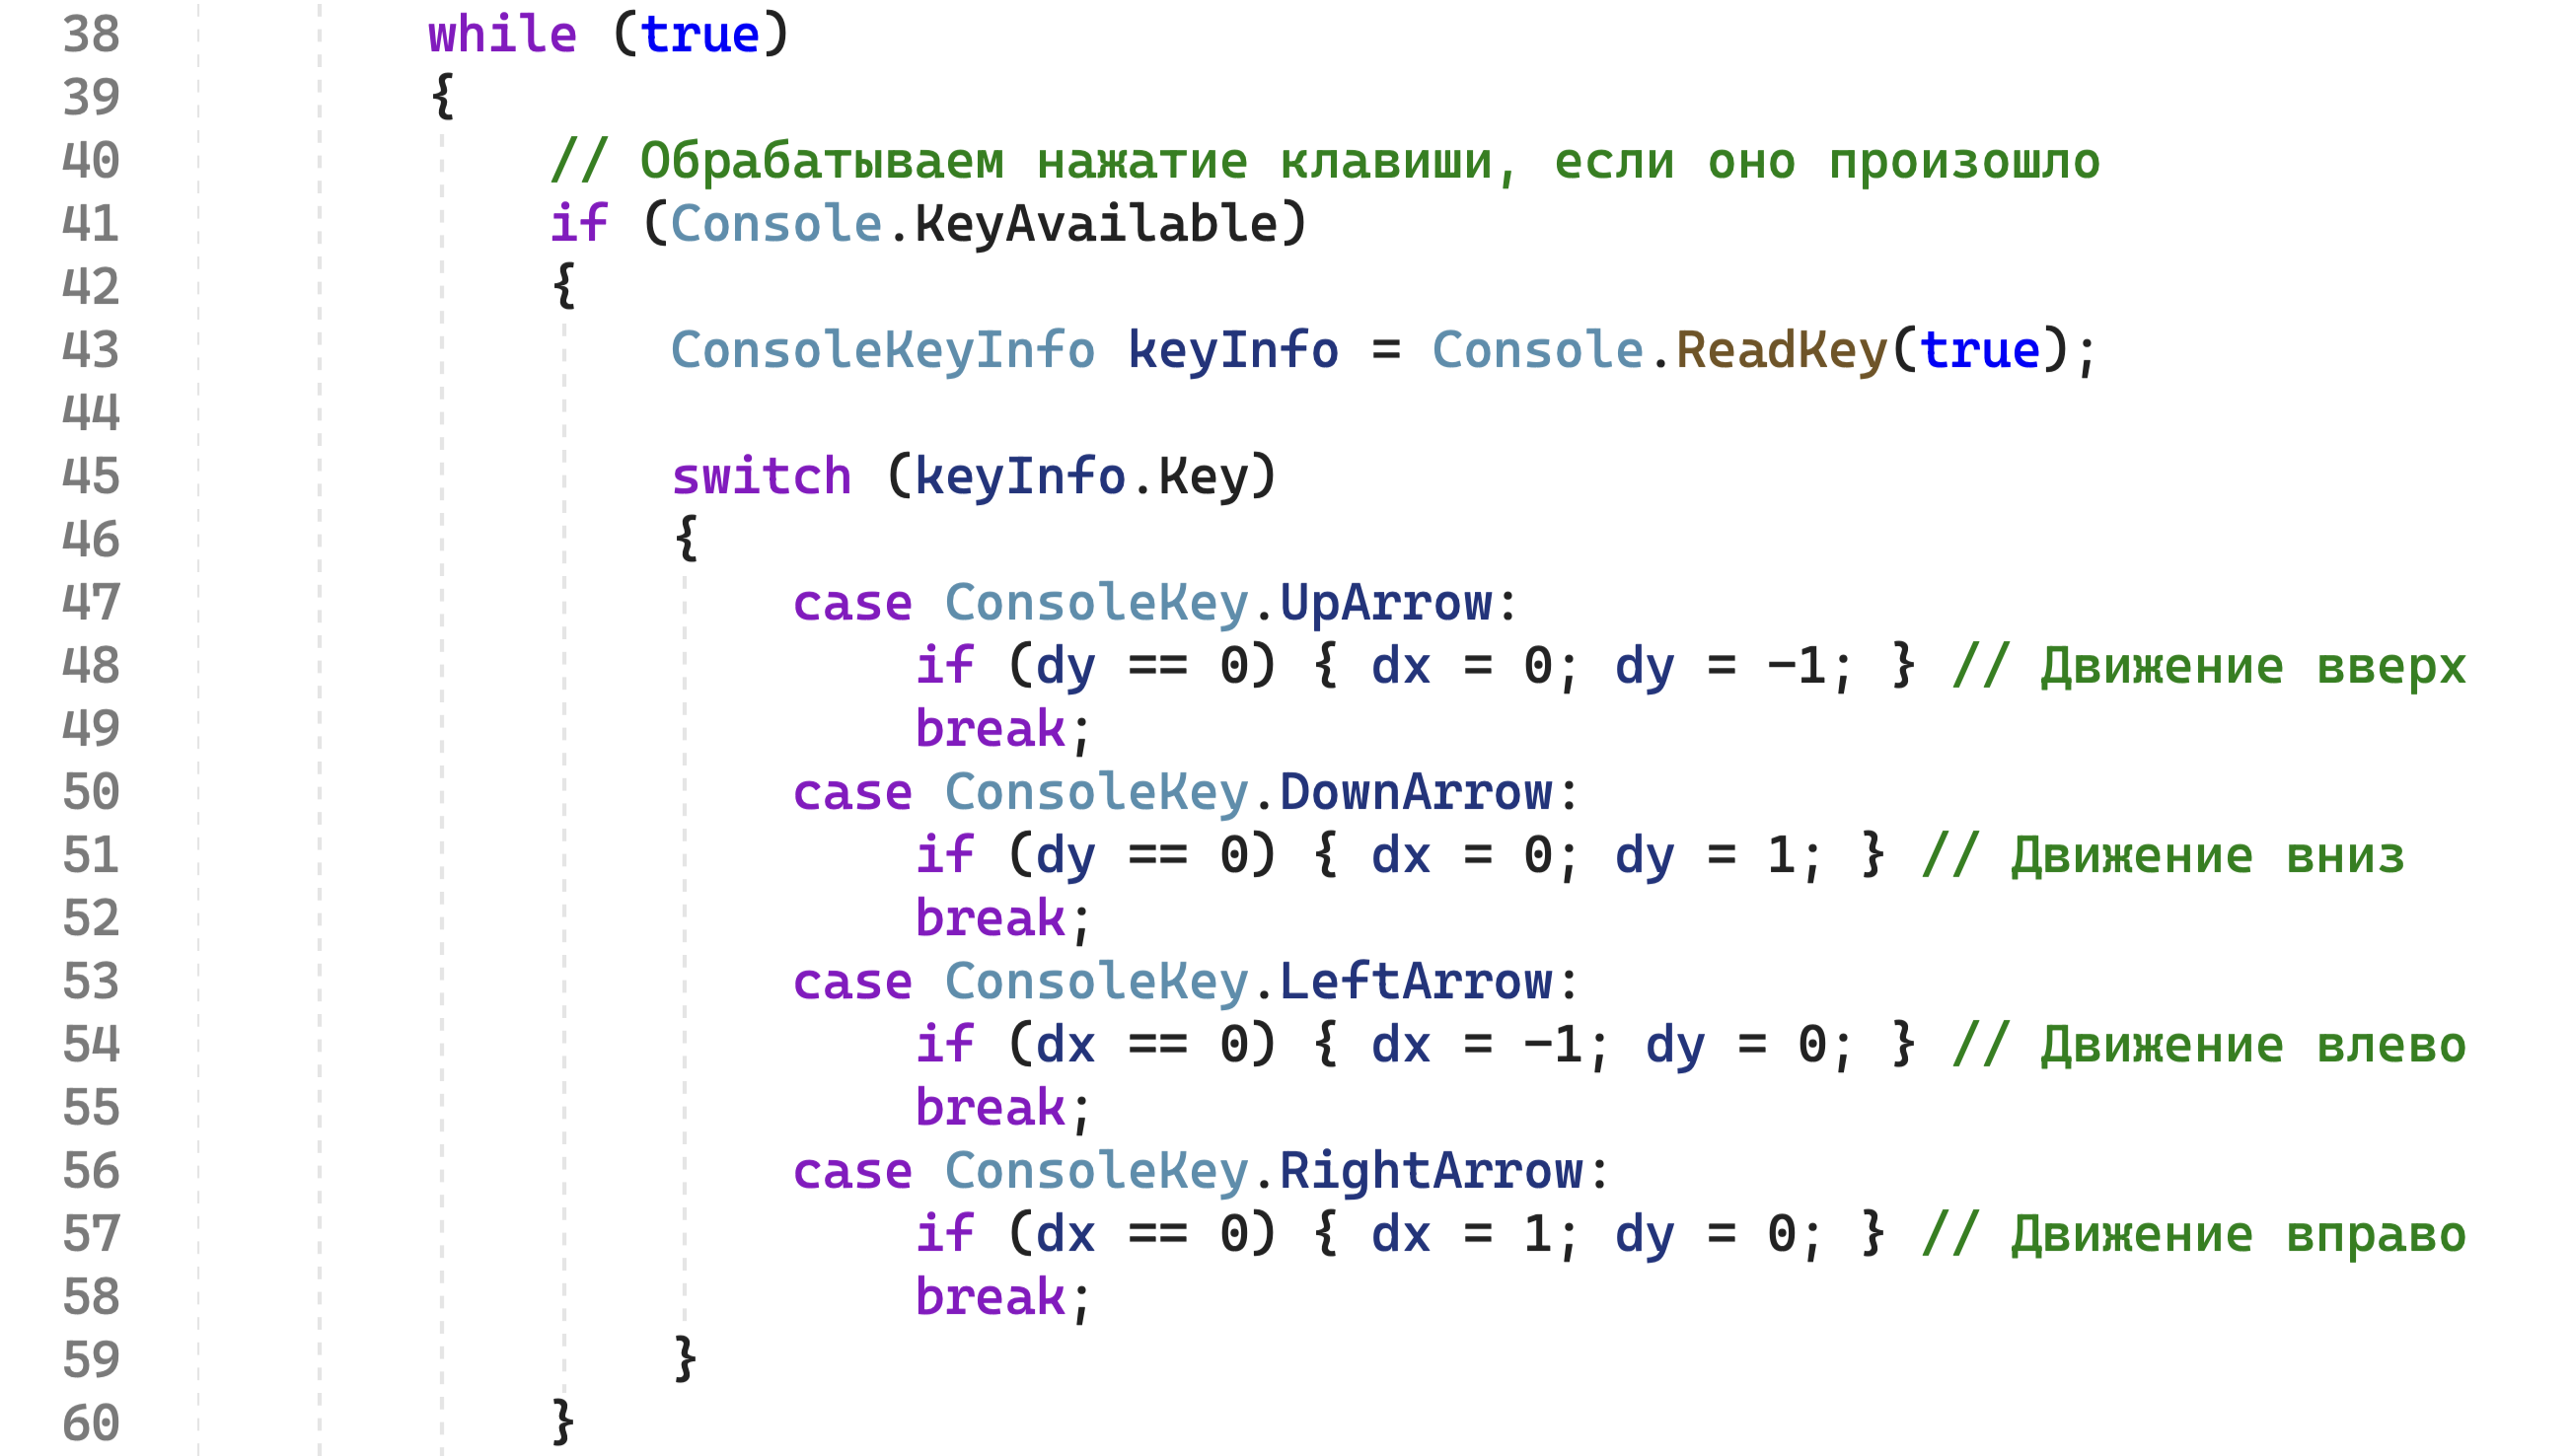 38 while (true)
39 {
40 // Обрабатываем нажатие клавиши, если оно произошло
41 if (Console.KeyAvailable)
42 {
43 ConsoleKeyInfo keyInfo = Console.ReadKey(true);
44
45 switch (keyInfo.Key)
46 {
47 case ConsoleKey.UpArrow:
48 if (dy == 0) { dx = 0; dy = -1; } // Движение вверх
49 break;
50 case ConsoleKey.DownArrow:
51 if (dy == 0) { dx = 0; dy = 1; } // Движение вниз
52 break;
53 case ConsoleKey.LeftArrow:
54 if (dx == 0) { dx = -1; dy = 0; } // Движение влево
55 break;
56 case ConsoleKey.RightArrow:
57 if (dx == 0) { dx = 1; dy = 0; } // Движение вправо
58 break;
59 }
60 }